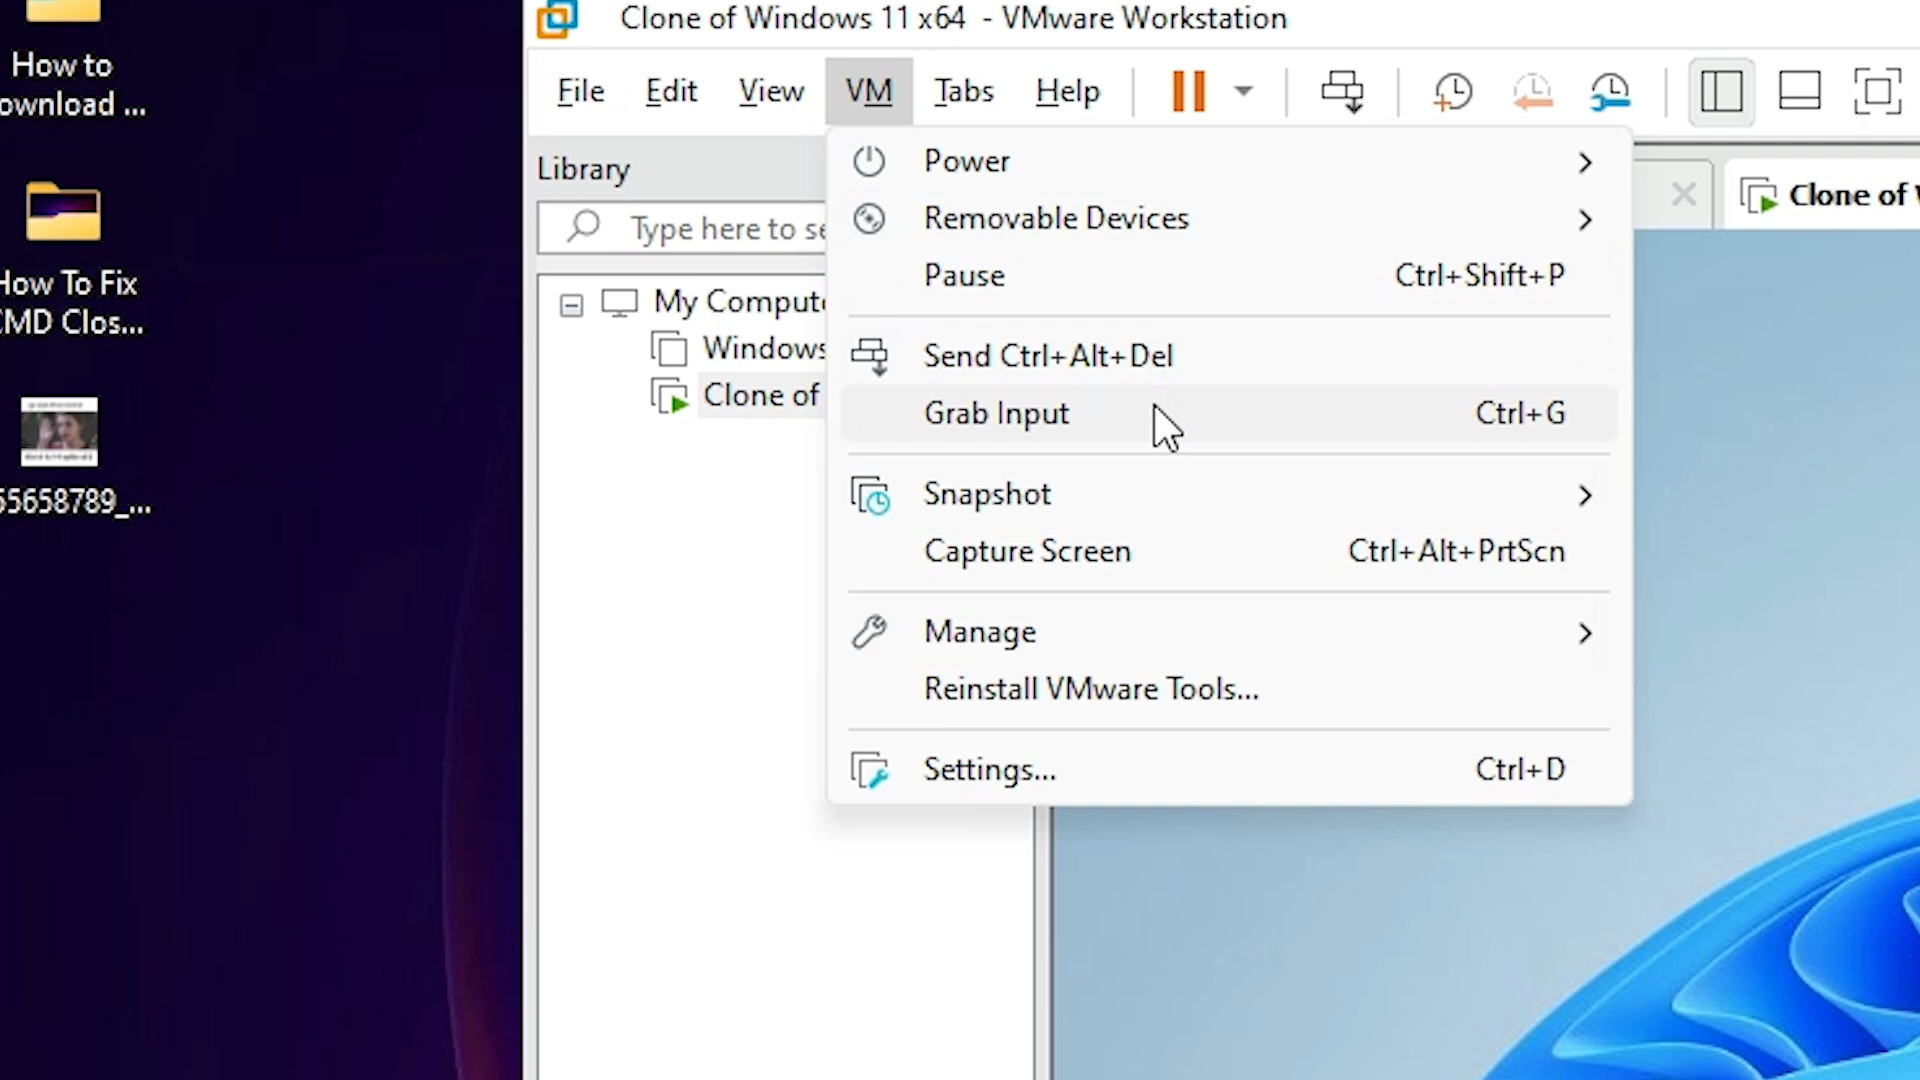 How to
ownload ...
How To Fix
CMD Clos...
55658789_...
Clone of Windows 11 x64 - VMware Workstation
File Edit View VM Tabs Help
Library
Type here to se
My Compute
Windows
Clone of
Power
Removable Devices
Pause Ctrl+Shift+P
Send Ctrl+Alt+Del
Grab Input Ctrl+G
Snapshot
Capture Screen Ctrl+Alt+PrtScn
Manage
Reinstall VMware Tools...
Settings... Ctrl+D
Clone of W